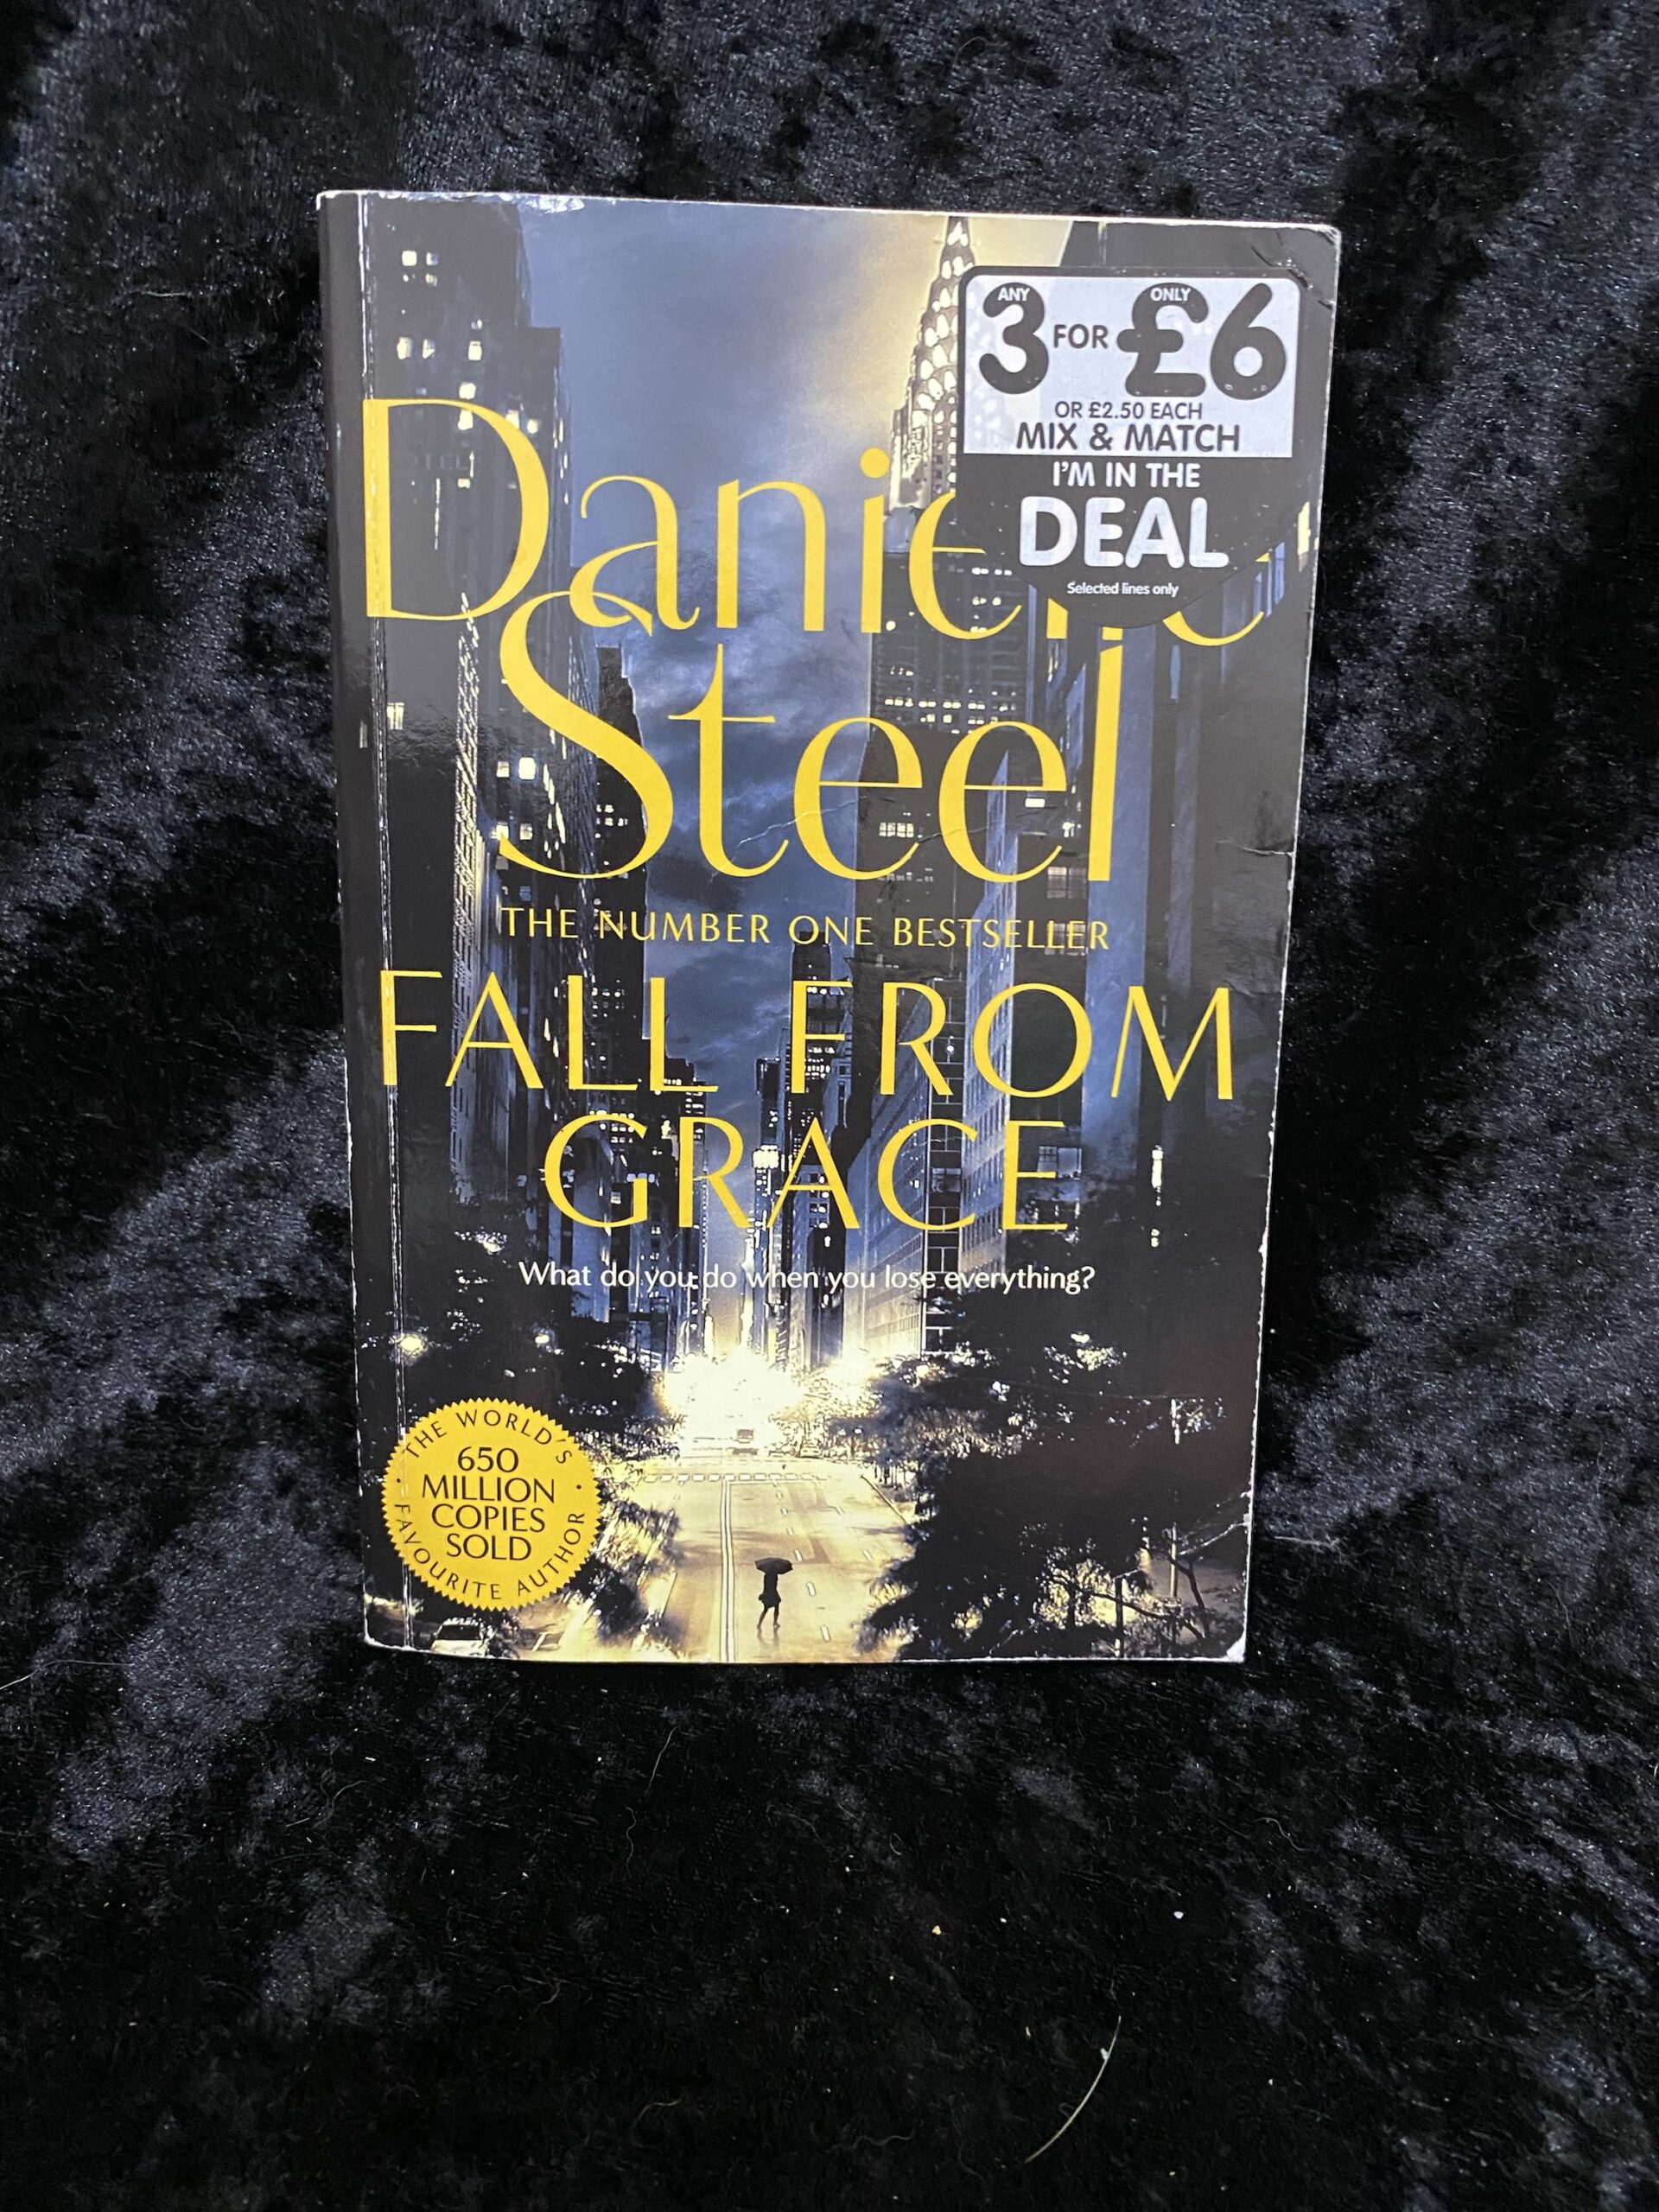 ANY 3 FOR ONLY £6
OR £2.50 EACH
MIX & MATCH
I'M IN THE
DEAL
Selected lines only
Danielle
Steel
THE NUMBER ONE BESTSELLER
FALL FROM
GRACE
What do you do when you lose everything?
THE WORLD'S
650
MILLION
COPIES
SOLD
FAVOURITE AUTHOR